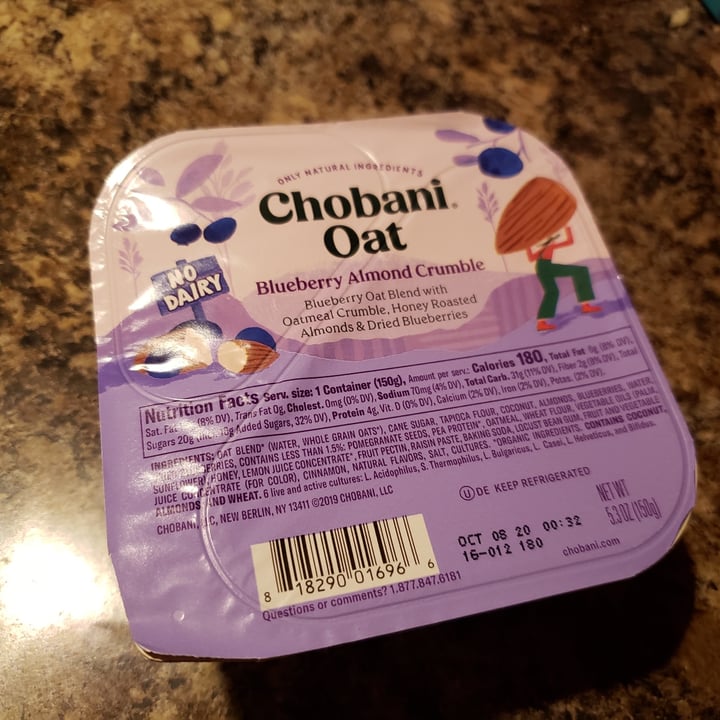 ONLY NATURAL INGREDIENTS
Chobani®
Oat
Blueberry Almond Crumble
Blueberry Oat Blend with
Oatmeal Crumble, Honey Roasted
Almonds & Dried Blueberries
NO
DAIRY
Nutrition Facts Serv. size: 1 Container (150g), Amount per serv.: Calories 180, Total Fat 6g (8% DV),
Sat. Fat (8% DV), Trans Fat 0g, Cholest. 0mg (0% DV), Sodium 70mg (4% DV), Total Carb. 31g (11% DV), Fiber 2g (8% DV), Total
Sugars 20g Added Sugars, 32% DV), Protein 4g, Vit. D (0% DV), Calcium (2% DV), Iron (2% DV), Potas. (2% DV).
INGREDIENTS: OAT BLEND* (WATER, WHOLE GRAIN OATS*), CANE SUGAR, TAPIOCA FLOUR, COCONUT, ALMONDS, BLUEBERRIES, WATER,
CONTAINS LESS THAN 1.5%: POMEGRANATE SEEDS, PEA PROTEIN*, OATMEAL, WHEAT FLOUR, VEGETABLE OILS (PALM,
SUNFLOWER), HONEY, LEMON JUICE CONCENTRATE*, FRUIT PECTIN, RAISIN PASTE, BAKING SODA, LOCUST BEAN GUM, FRUIT AND VEGETABLE
JUICE CONCENTRATE (FOR COLOR), CINNAMON, NATURAL FLAVORS, SALT, CULTURES. *ORGANIC INGREDIENTS. CONTAINS COCONUT,
ALMONDS AND WHEAT. 6 live and active cultures: L. Acidophilus, S. Thermophilus, L. Bulgaricus, L. Casei, L. Helveticus, and Bifidus.
CHOBANI, LLC, NEW BERLIN, NY 13411 ©2019 CHOBANI, LLC
Ⓤ DE KEEP REFRIGERATED
NET WT
5.3 OZ (150g)
OCT 08 20 00:32
16-012 180
chobani.com
8 18290 01696 6
Questions or comments? 1.877.847.6181